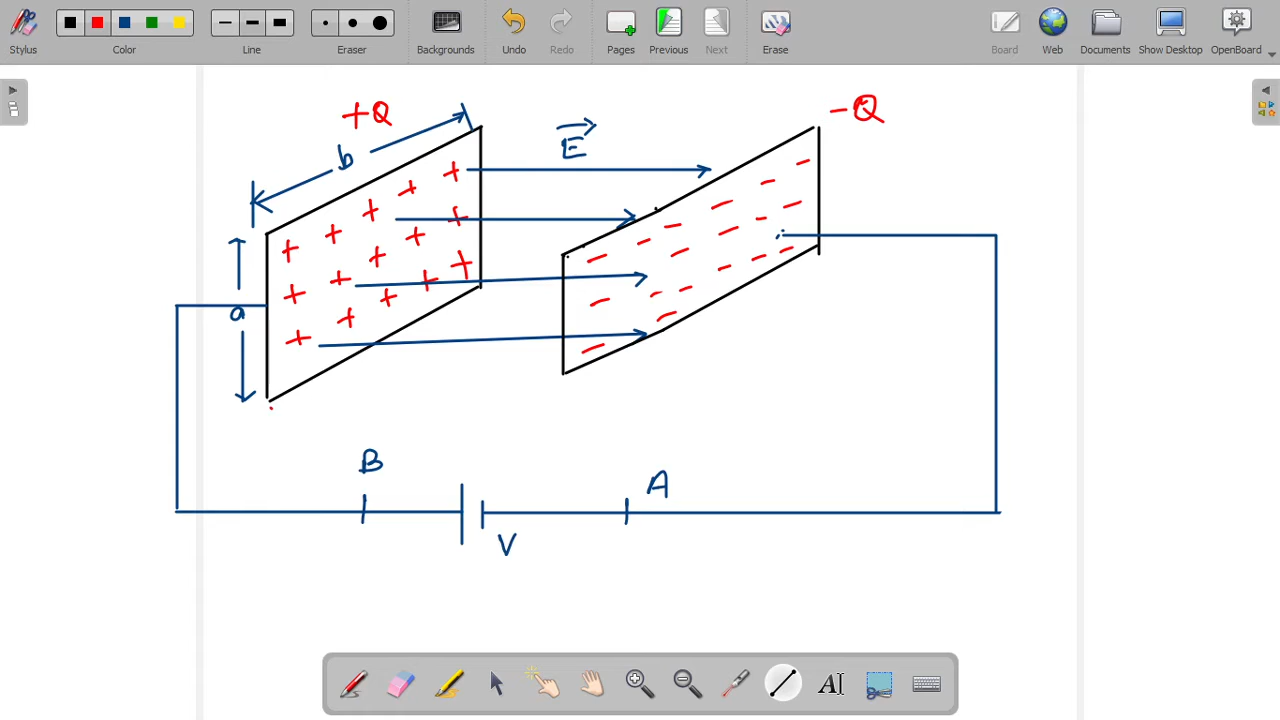 Stylus Color Line Eraser Backgrounds Undo Redo Pages Previous Next Erase Board Web Documents Show Desktop OpenBoard
+Q
-Q
b
E
+ + + + + + + + + + + + + + +
- - - - - - - - - - - - - - - - - -
a
B
A
V
A